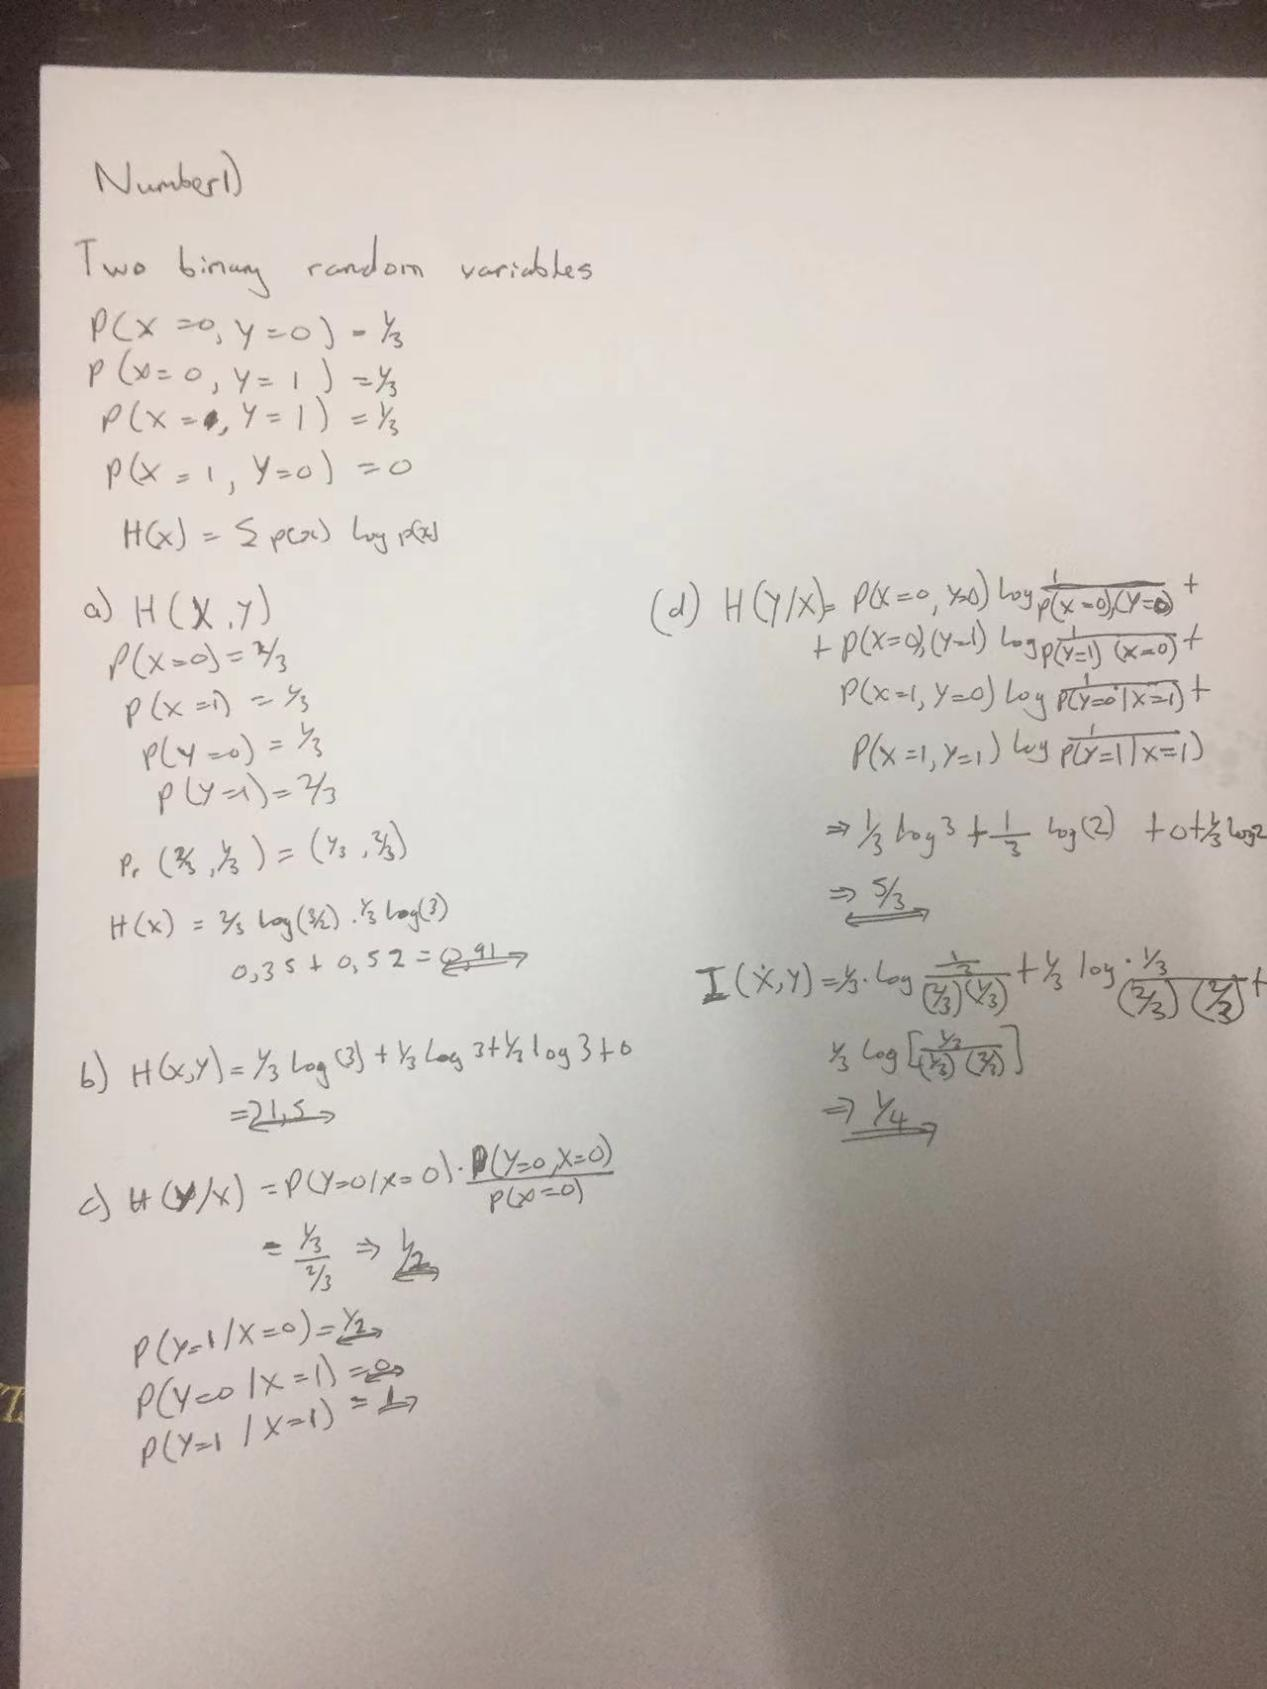 Number1)
Two binary random variables
P(X=0, Y=0) = 1/3
P(X=0, Y=1) = 1/3
P(X= , Y=1) = 1/3
P(X=1, Y=0) = 0
H(x) = Σ p(x) log p(x)
a) H(X,Y)
P(X=0) = 2/3
P(X=1) = 1/3
P(Y=0) = 1/3
P(Y=1) = 2/3
Pr (2/3, 1/3) = (1/3, 2/3)
H(x) = 2/3 log(3/2) . 1/3 log(3)
0,35 + 0,52 = 0,91
b) H(X,Y) = 1/3 log(3) + 1/3 log 3 + 1/3 log 3 + 0
= 21,5
c) H(Y/X) = P(Y=0/X=0) . P(Y=0,X=0) / P(X=0)
= 1/3 / 2/3 ⇒ 1/2
P(Y=1/X=0) = 1/2
P(Y=0/X=1) = 0
P(Y=1/X=1) = 1
(d) H(Y/X) = P(X=0, Y=0) log 1 / P(X=0),(Y=0) +
+ P(X=0),(Y=1) log 1 / P(Y=1) (X=0) +
P(X=1, Y=0) log 1 / P(Y=0|X=1) +
P(X=1, Y=1) log 1 / P(Y=1|X=1)
⇒ 1/3 log 3 + 1/3 log(2) + 0 + 1/3 log2
⇒ 5/3
I(X,Y) = 1/3 . log 1/3 / (2/3)(1/3) + 1/3 log . 1/3 / (2/3) (2/3) +
1/3 log [1/3 / (1/3) (2/3)]
⇒ 1/4